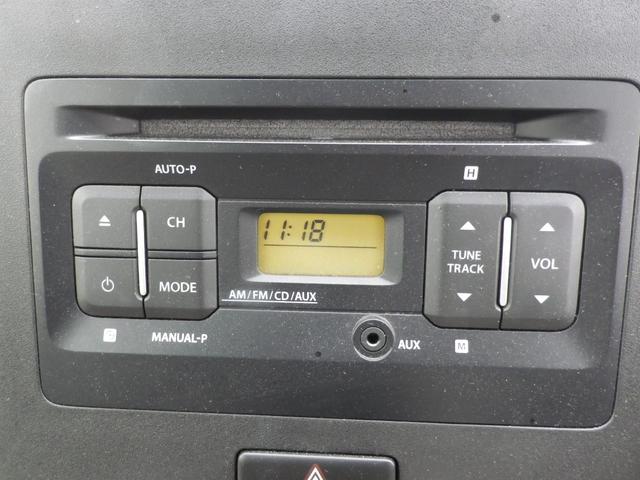 AUTO-P
H
CH
11:18
TUNE
TRACK
VOL
MODE
AM/FM/CD/AUX
MANUAL-P
AUX
M